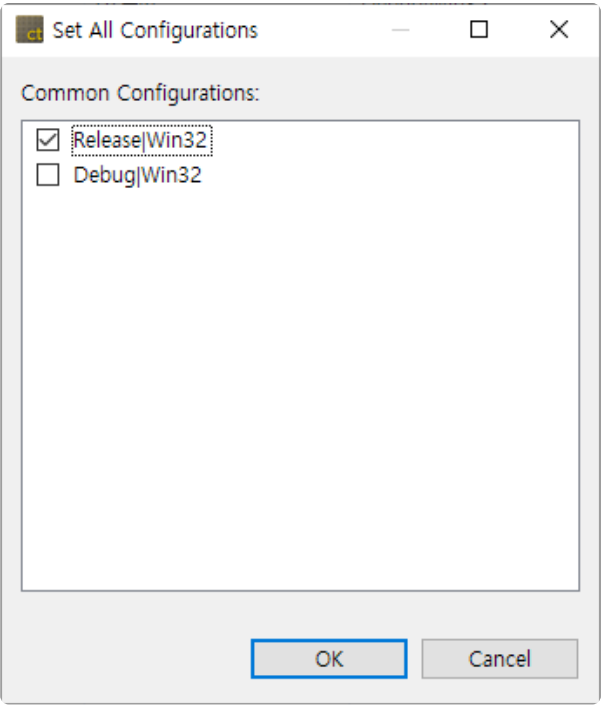 ct Set All Configurations
Common Configurations:
Release|Win32
Debug|Win32
OK Cancel